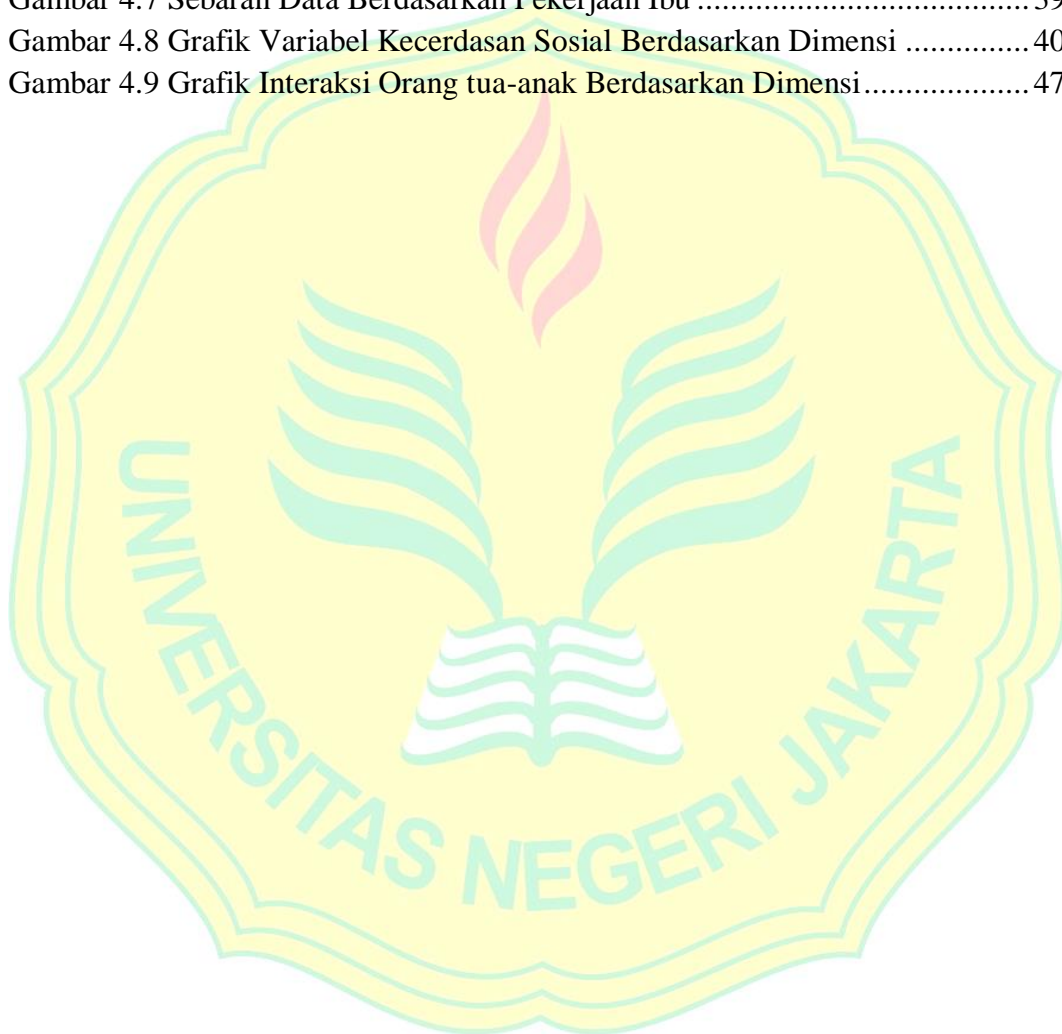 Gambar 4.7 Sebaran Data Berdasarkan Pekerjaan Ibu ..................................... 39
Gambar 4.8 Grafik Variabel Kecerdasan Sosial Berdasarkan Dimensi .............. 40
Gambar 4.9 Grafik Interaksi Orang tua-anak Berdasarkan Dimensi ................... 47
UNIVERSITAS NEGERI JAKARTA